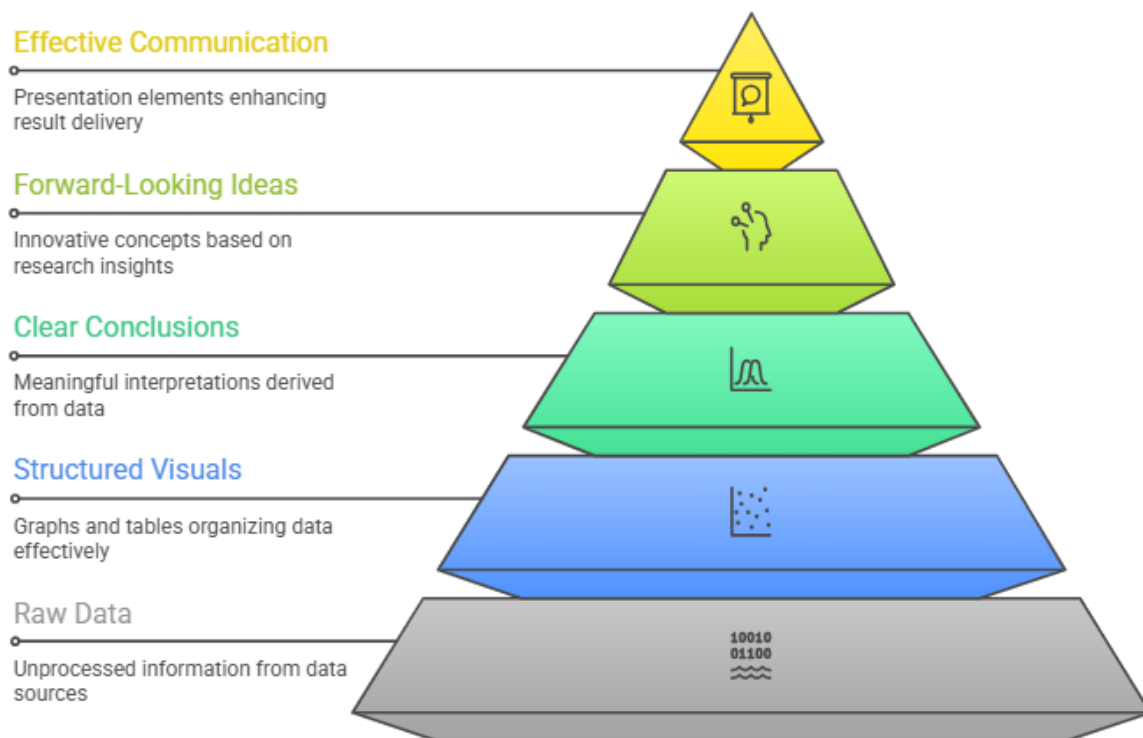 Effective Communication
Presentation elements enhancing
result delivery
Forward-Looking Ideas
Innovative concepts based on
research insights
Clear Conclusions
Meaningful interpretations derived
from data
Structured Visuals
Graphs and tables organizing data
effectively
Raw Data
Unprocessed information from data
sources
10010
01100